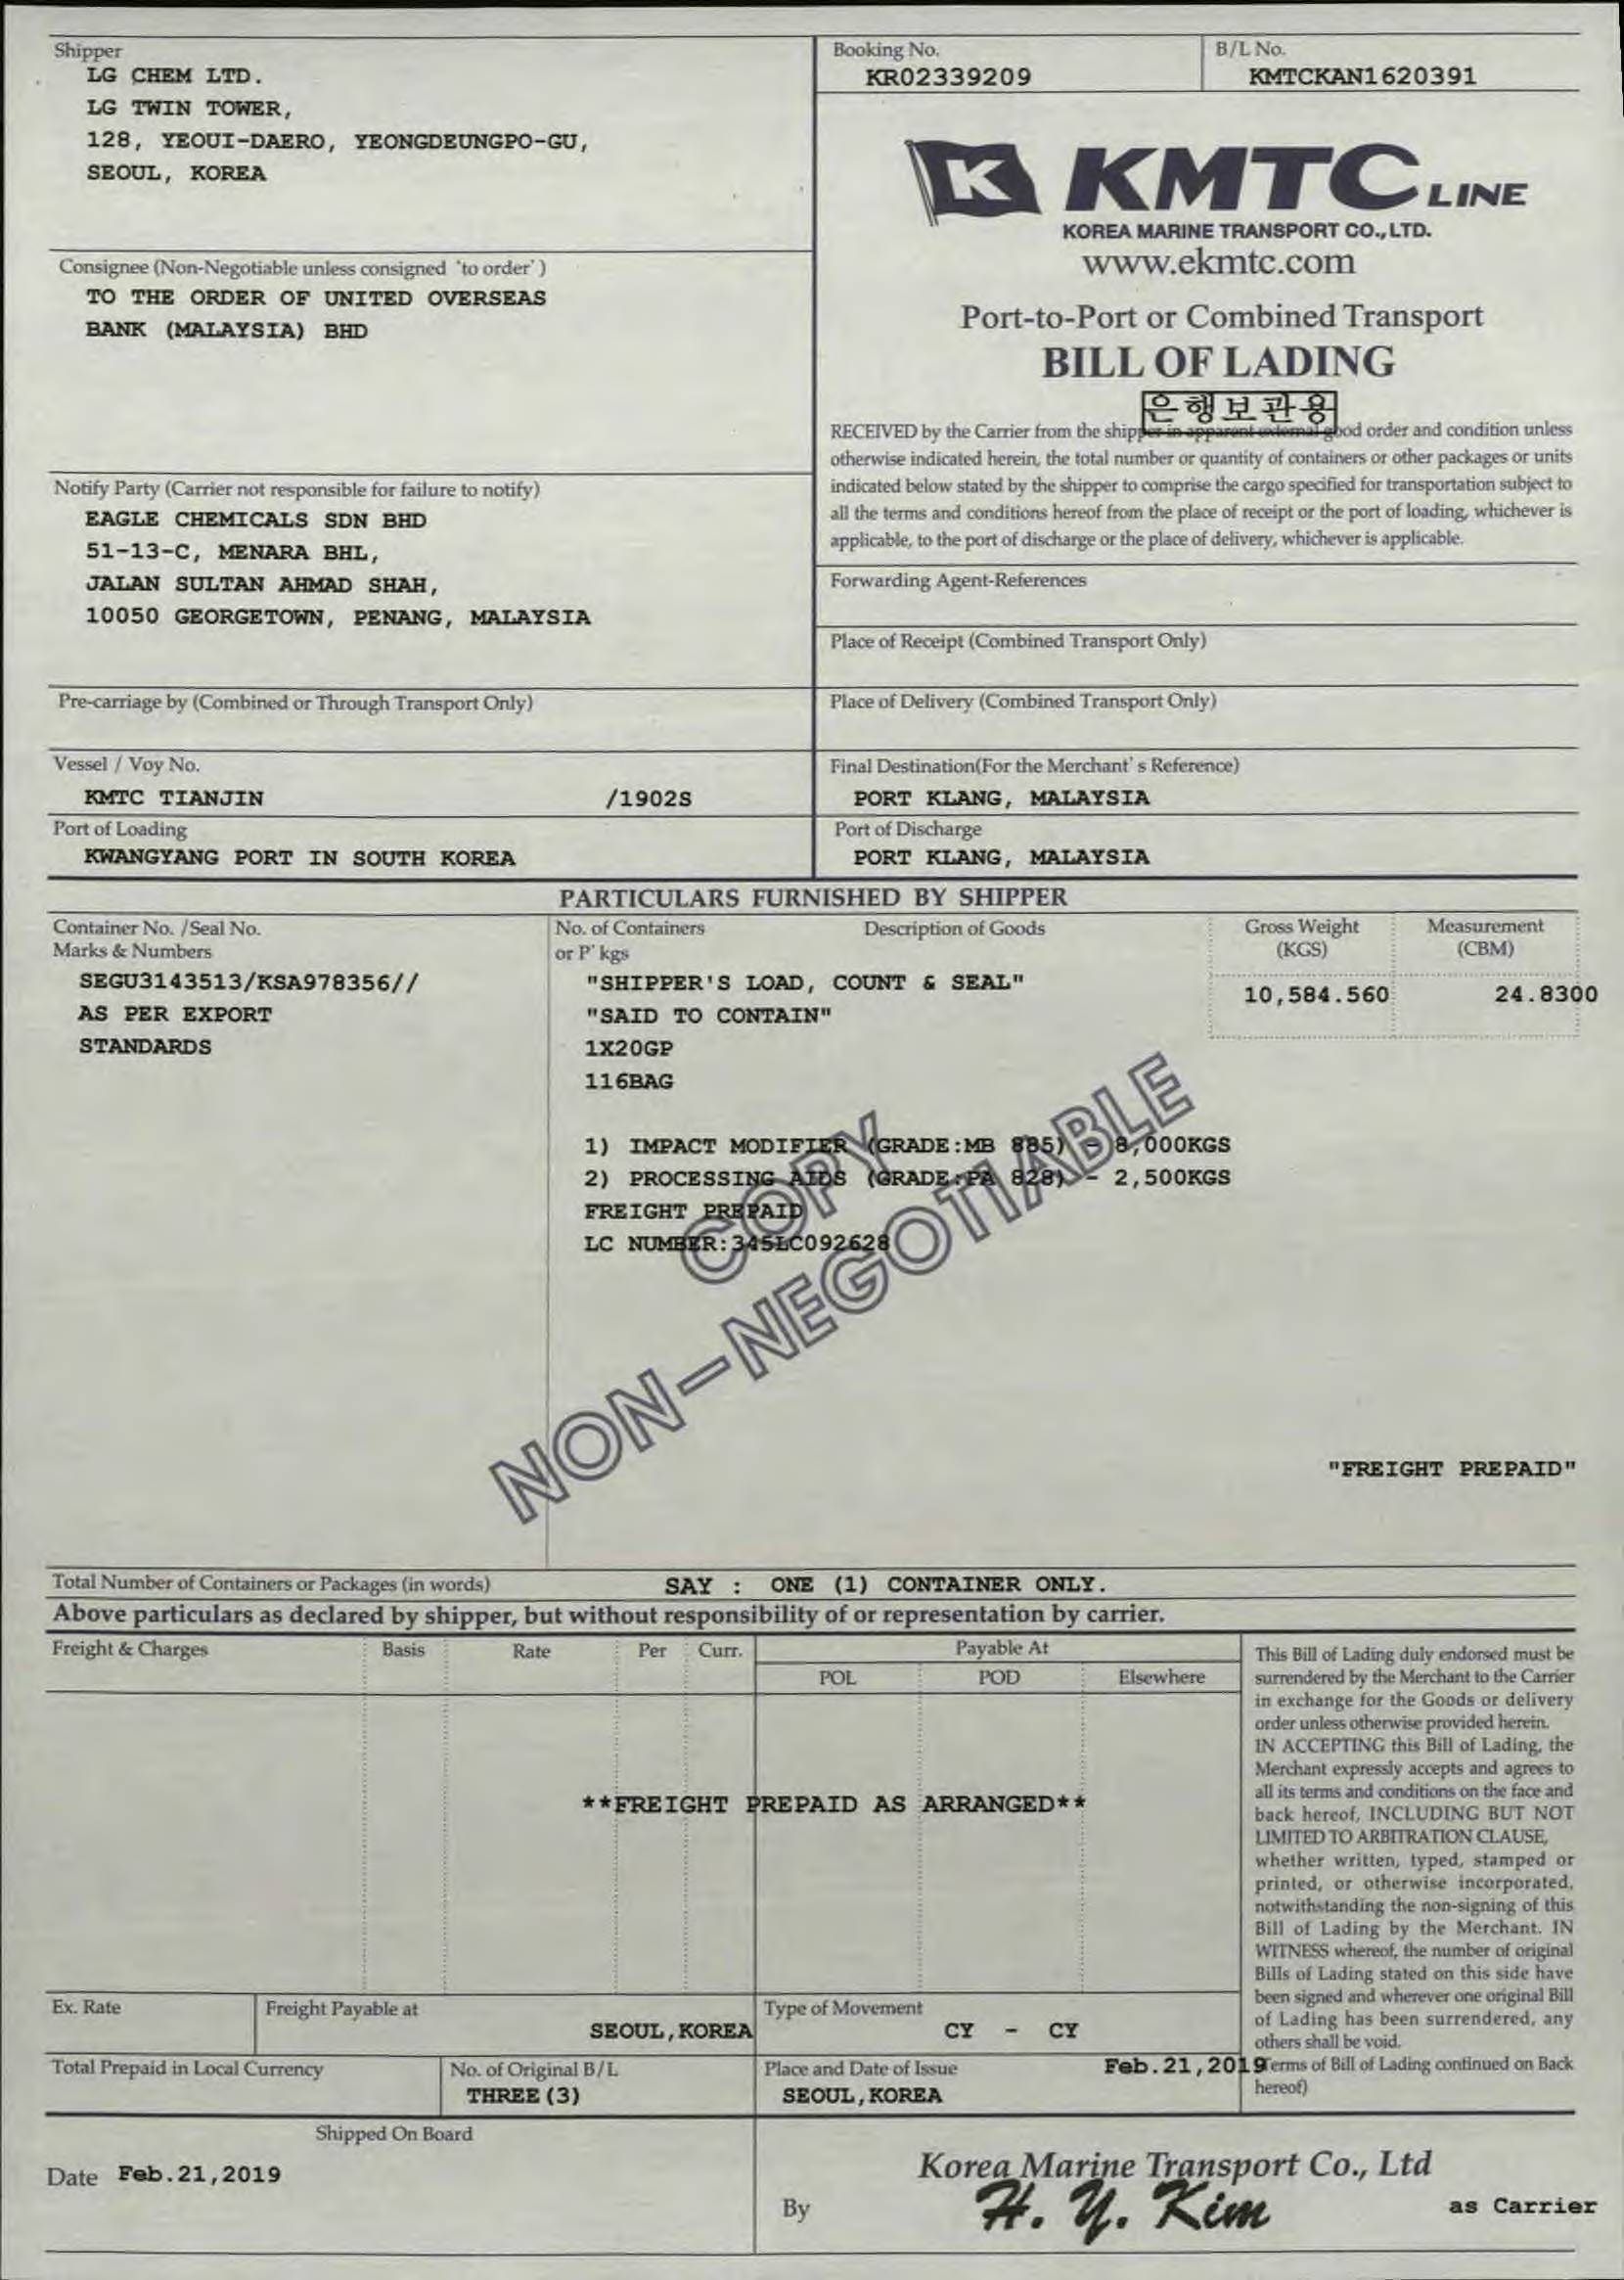 Shipper
LG CHEM LTD.
LG TWIN TOWER,
128, YEOUI-DAERO, YEONGDEUNGPO-GU,
SEOUL, KOREA
Booking No.
KR02339209
B/L No.
KMTCKAN1620391
K KMTC LINE
KOREA MARINE TRANSPORT CO., LTD.
www.ekmtc.com
Port-to-Port or Combined Transport
BILL OF LADING
은행보관용
Consignee (Non-Negotiable unless consigned 'to order')
TO THE ORDER OF UNITED OVERSEAS
BANK (MALAYSIA) BHD
RECEIVED by the Carrier from the shipper in apparent external good order and condition unless
otherwise indicated herein, the total number or quantity of containers or other packages or units
indicated below stated by the shipper to comprise the cargo specified for transportation subject to
all the terms and conditions hereof from the place of receipt or the port of loading, whichever is
applicable, to the port of discharge or the place of delivery, whichever is applicable.
Notify Party (Carrier not responsible for failure to notify)
EAGLE CHEMICALS SDN BHD
51-13-C, MENARA BHL,
JALAN SULTAN AHMAD SHAH,
10050 GEORGETOWN, PENANG, MALAYSIA
Forwarding Agent-References
Place of Receipt (Combined Transport Only)
Pre-carriage by (Combined or Through Transport Only)
Place of Delivery (Combined Transport Only)
Vessel / Voy No.
KMTC TIANJIN /1902S
Final Destination(For the Merchant's Reference)
PORT KLANG, MALAYSIA
Port of Loading
KWANGYANG PORT IN SOUTH KOREA
Port of Discharge
PORT KLANG, MALAYSIA
PARTICULARS FURNISHED BY SHIPPER
Container No. /Seal No.
Marks & Numbers
No. of Containers
or P'kgs
Description of Goods
Gross Weight
(KGS)
Measurement
(CBM)
SEGU3143513/KSA978356//
AS PER EXPORT
STANDARDS
"SHIPPER'S LOAD, COUNT & SEAL"
"SAID TO CONTAIN"
1X20GP
116BAG
10,584.560
24.8300
1) IMPACT MODIFIER (GRADE:MB 885) - 8,000KGS
2) PROCESSING AIDS (GRADE:PA 828) - 2,500KGS
FREIGHT PREPAID
LC NUMBER:345LC092628
COPY
NON-NEGOTIABLE
"FREIGHT PREPAID"
Total Number of Containers or Packages (in words) SAY : ONE (1) CONTAINER ONLY.
Above particulars as declared by shipper, but without responsibility of or representation by carrier.
Freight & Charges
Basis
Rate
Per
Curr.
Payable At
POL
POD
Elsewhere
**FREIGHT PREPAID AS ARRANGED**
This Bill of Lading duly endorsed must be
surrendered by the Merchant to the Carrier
in exchange for the Goods or delivery
order unless otherwise provided herein.
IN ACCEPTING this Bill of Lading, the
Merchant expressly accepts and agrees to
all its terms and conditions on the face and
back hereof, INCLUDING BUT NOT
LIMITED TO ARBITRATION CLAUSE,
whether written, typed, stamped or
printed, or otherwise incorporated,
notwithstanding the non-signing of this
Bill of Lading by the Merchant. IN
WITNESS whereof, the number of original
Bills of Lading stated on this side have
been signed and wherever one original Bill
of Lading has been surrendered, any
others shall be void.
Terms of Bill of Lading continued on Back
hereof)
Ex. Rate
Freight Payable at
SEOUL,KOREA
Type of Movement
CY - CY
Total Prepaid in Local Currency
No. of Original B/L
THREE(3)
Place and Date of Issue
Feb.21,2019
SEOUL,KOREA
Shipped On Board
Date Feb.21,2019
Korea Marine Transport Co., Ltd
By H. Y. Kim as Carrier